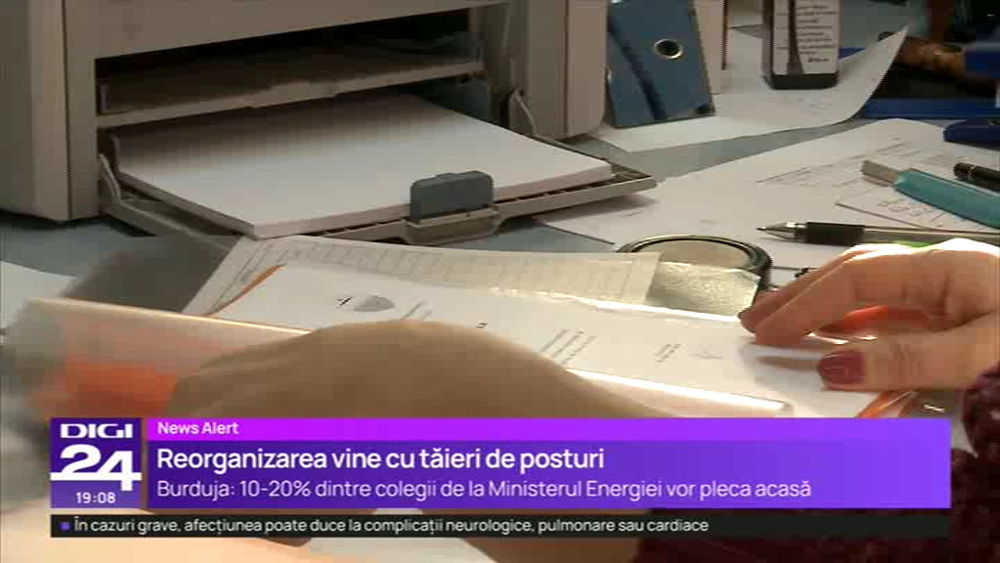 News Alert
DIGI
24
19:08
Reorganizarea vine cu tăieri de posturi
Burduja: 10-20% dintre colegii de la Ministerul Energiei vor pleca acasă
În cazuri grave, afecțiunea poate duce la complicații neurologice, pulmonare sau cardiace